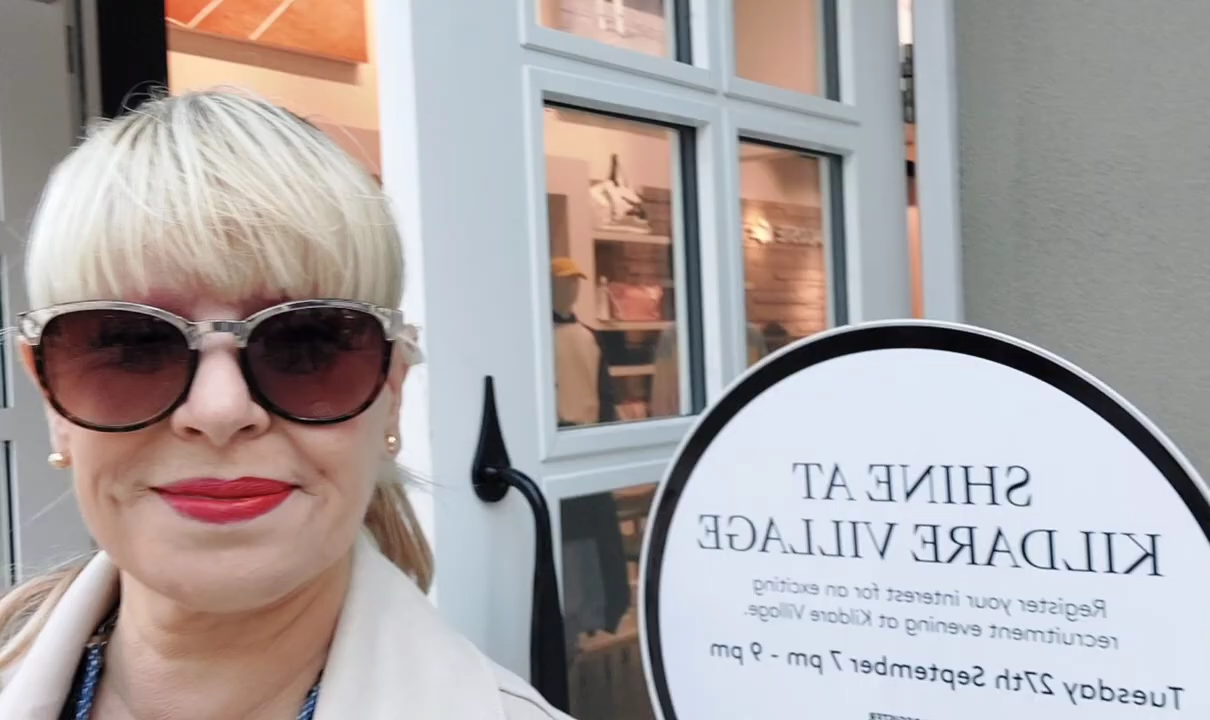 SHINE AT
KILDARE VILLAGE
Register your interest for an exciting
recruitment evening at Kildare Village.
Tuesday 27th September 7 pm - 9 pm